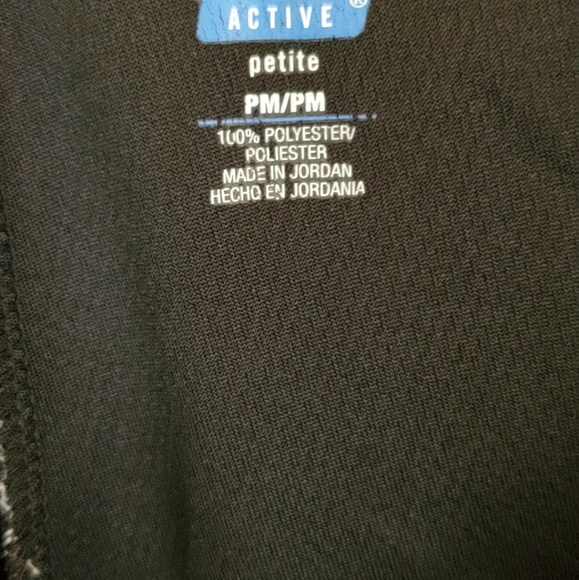 ACTIVE®
petite
PM/PM
100% POLYESTER/
POLIESTER
MADE IN JORDAN
HECHO EN JORDANIA